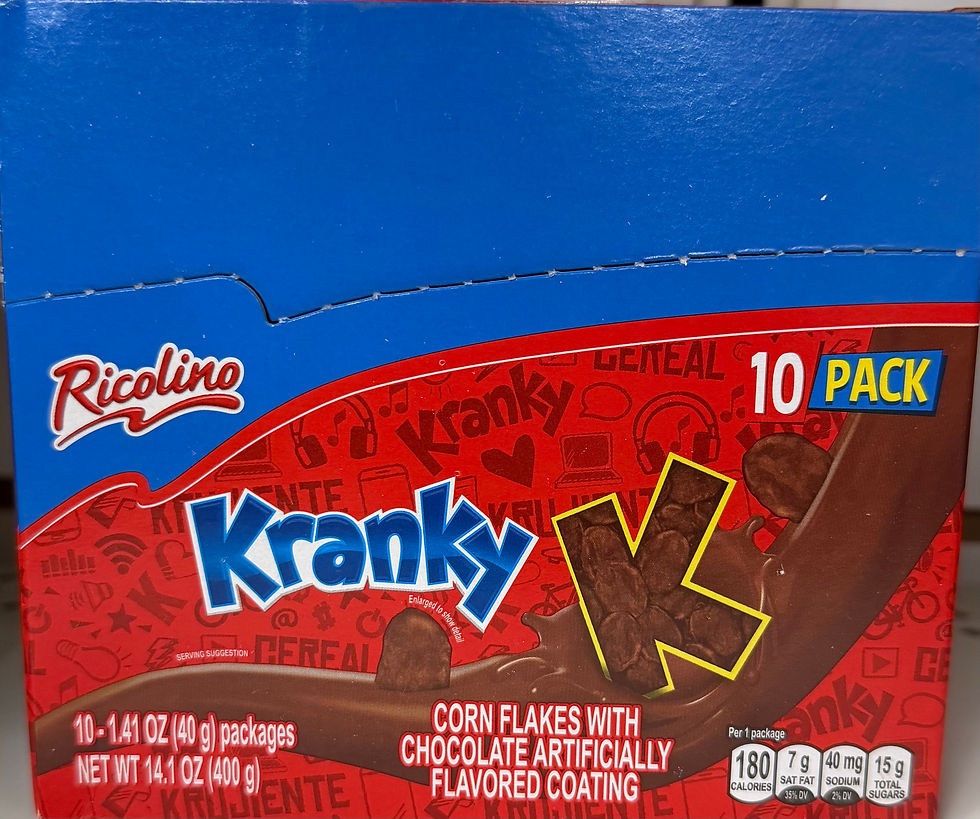 Ricolino
10 PACK
CEREAL
Kranky
KRUJIENTE
Kranky
K
Enlarged to show detail
SERVING SUGGESTION
CEREAL
Kranky
10 - 1.41 OZ (40 g) packages
NET WT 14.1 OZ (400 g)
CORN FLAKES WITH
CHOCOLATE ARTIFICIALLY
FLAVORED COATING
Per 1 package
180 CALORIES
7 g SAT FAT 35% DV
40 mg SODIUM 2% DV
15 g TOTAL SUGARS
KRUJIENTE